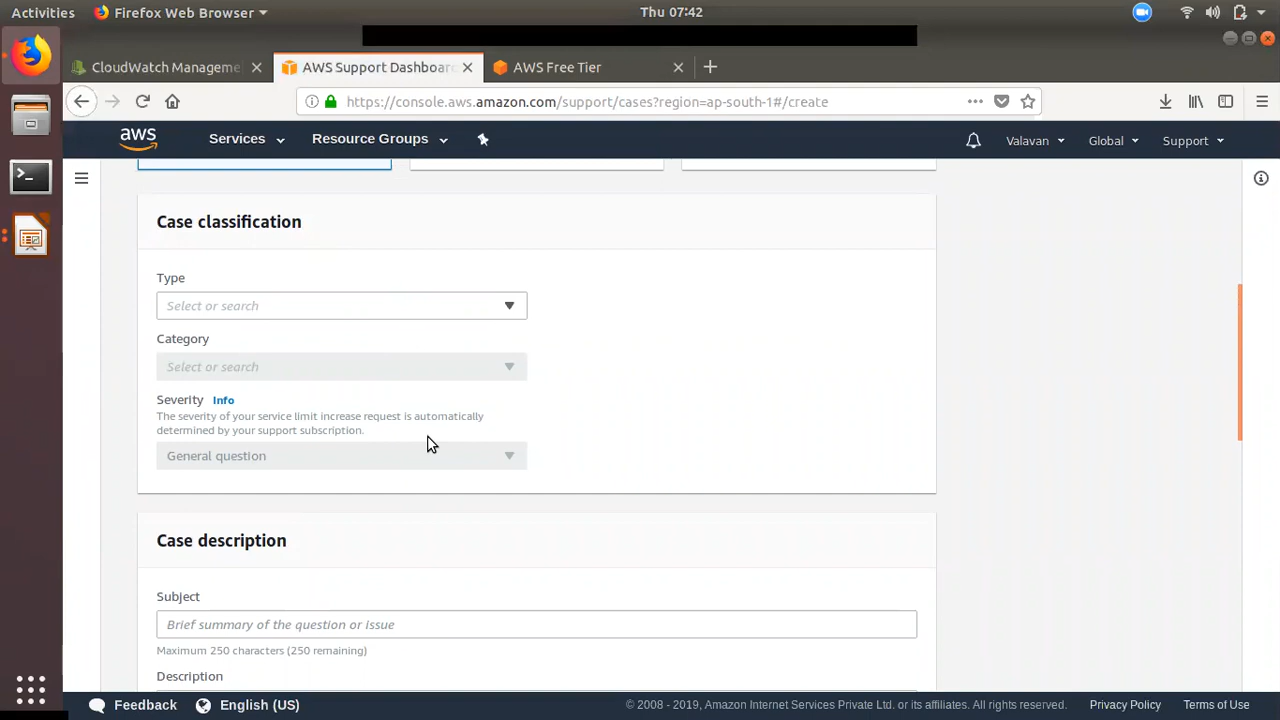 Activities
Firefox Web Browser
Thu 07:42
CloudWatch Manageme
AWS Support Dashboard
AWS Free Tier
https://console.aws.amazon.com/support/cases?region=ap-south-1#/create
aws
Services
Resource Groups
Valavan
Global
Support
Case classification
Type
Select or search
Category
Select or search
Severity Info
The severity of your service limit increase request is automatically
determined by your support subscription.
General question
Case description
Subject
Brief summary of the question or issue
Maximum 250 characters (250 remaining)
Description
Feedback
English (US)
© 2008 - 2019, Amazon Internet Services Private Ltd. or its affiliates. All rights reserved.
Privacy Policy
Terms of Use